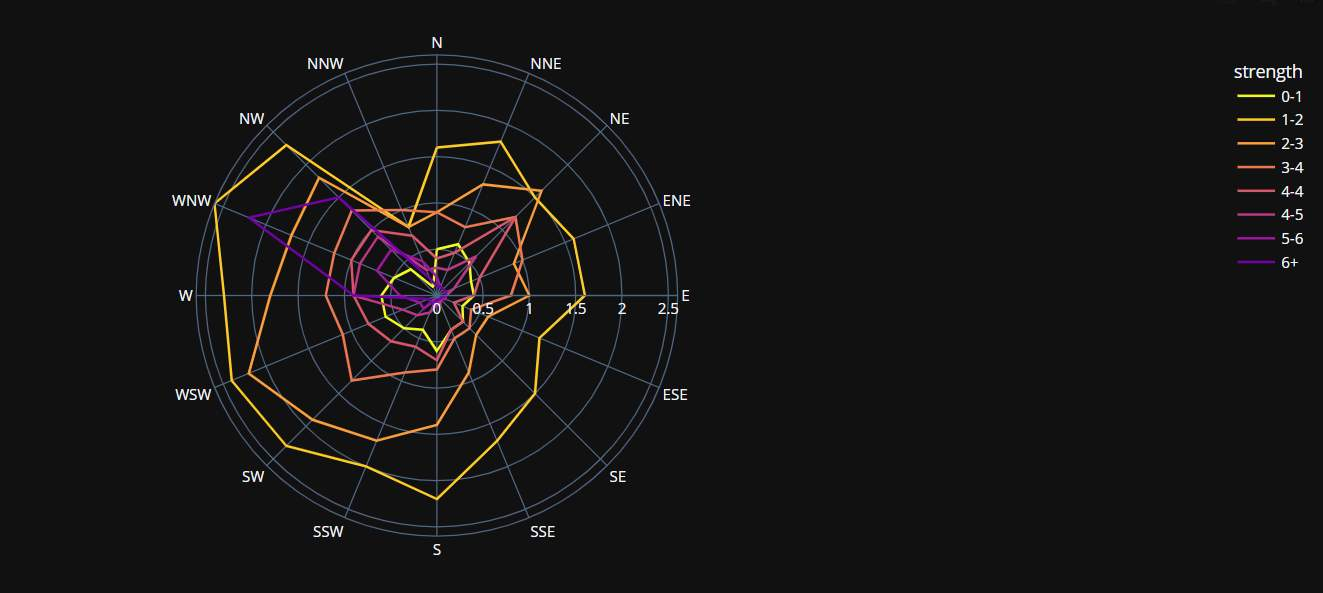 N
NNW
NNE
NW
NE
WNW
ENE
W
E
0 0.5 1 1.5 2 2.5
WSW
ESE
SW
SE
SSW
SSE
S
strength
0-1
1-2
2-3
3-4
4-4
4-5
5-6
6+